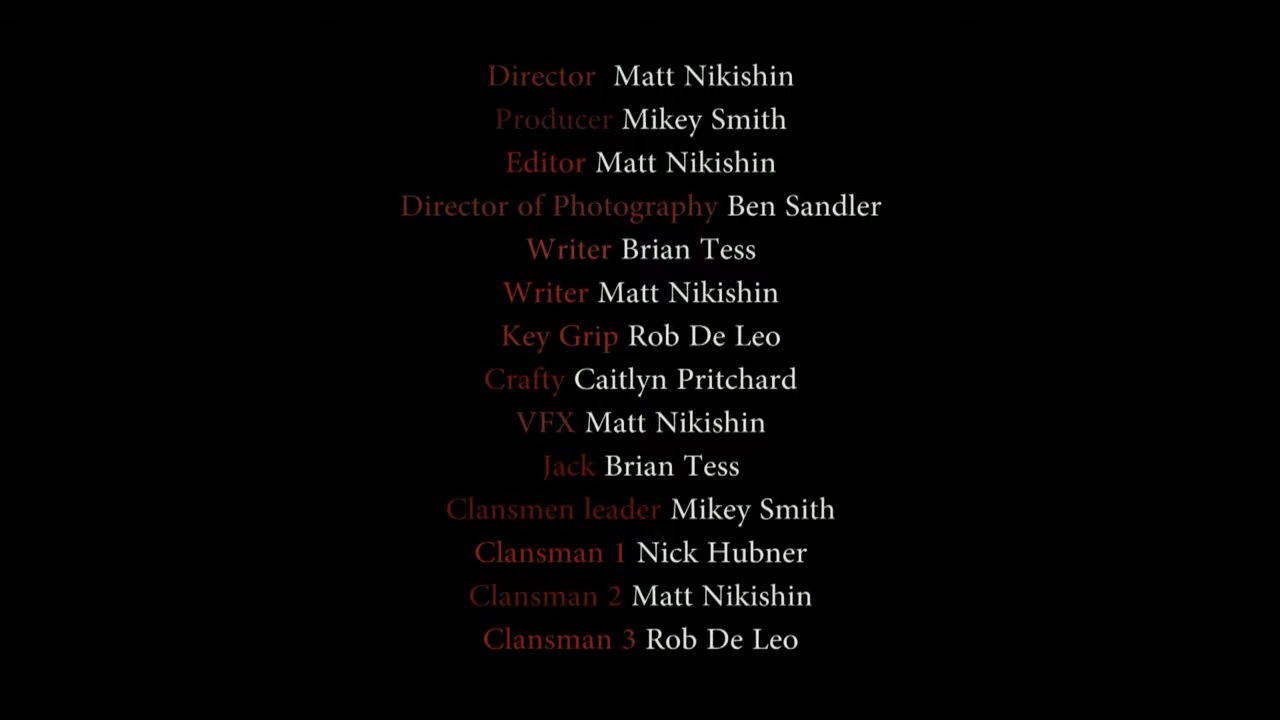 Director Matt Nikishin
Producer Mikey Smith
Editor Matt Nikishin
Director of Photography Ben Sandler
Writer Brian Tess
Writer Matt Nikishin
Key Grip Rob De Leo
Crafty Caitlyn Pritchard
VFX Matt Nikishin
Jack Brian Tess
Clansmen leader Mikey Smith
Clansman 1 Nick Hubner
Clansman 2 Matt Nikishin
Clansman 3 Rob De Leo